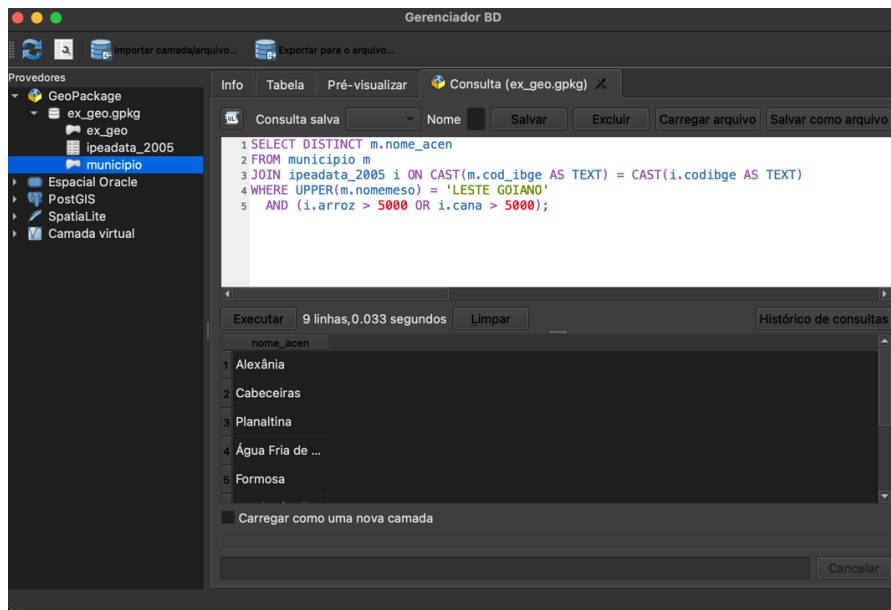 Gerenciador BD
Importar camada/arquivo... Exportar para o arquivo...
Provedores
GeoPackage
ex_geo.gpkg
ex_geo
ipeadata_2005
municipio
Espacial Oracle
PostGIS
SpatiaLite
Camada virtual
Info Tabela Pré-visualizar Consulta (ex_geo.gpkg)
Consulta salva Nome Salvar Excluir Carregar arquivo Salvar como arquivo
1 SELECT DISTINCT m.nome_acen
2 FROM municipio m
3 JOIN ipeadata_2005 i ON CAST(m.cod_ibge AS TEXT) = CAST(i.codibge AS TEXT)
4 WHERE UPPER(m.nomemeso) = 'LESTE GOIANO'
5 AND (i.arroz > 5000 OR i.cana > 5000);
Executar 9 linhas,0.033 segundos Limpar Histórico de consultas
nome_acen
1 Alexânia
2 Cabeceiras
3 Planaltina
4 Água Fria de ...
5 Formosa
Carregar como uma nova camada
Cancelar